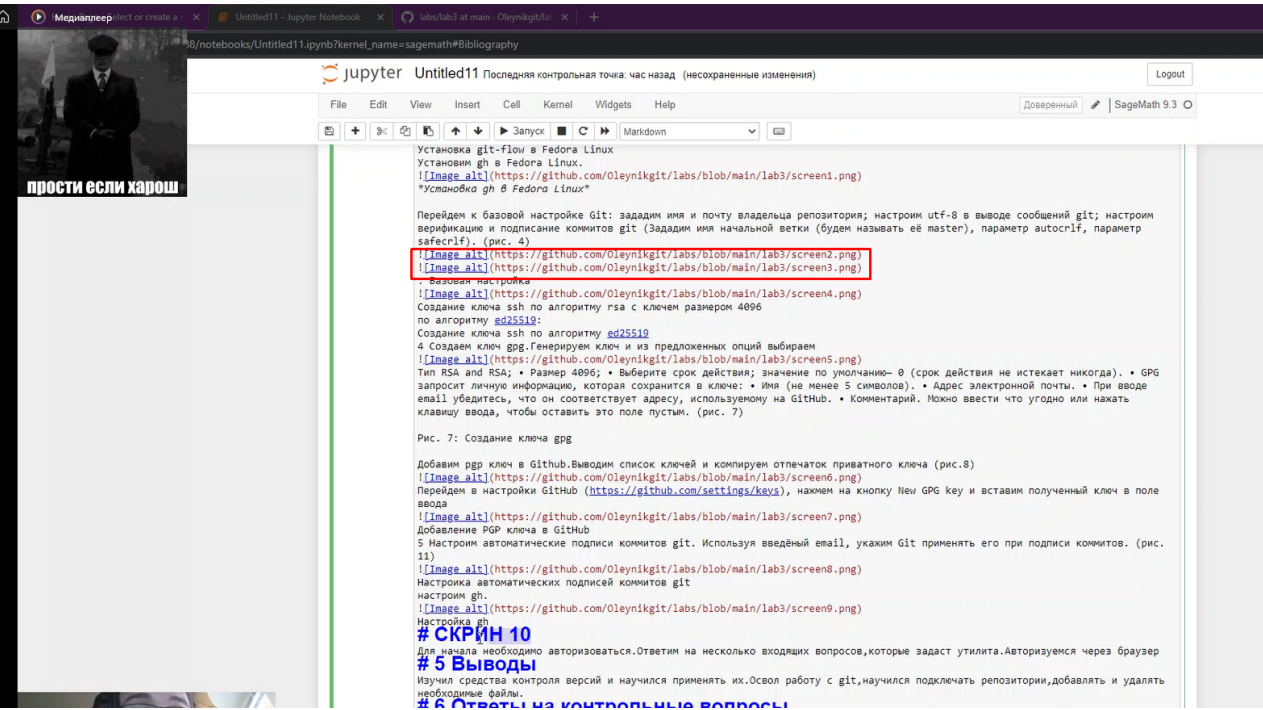 Медиаплеер elect or create a n
Untitled11 - Jupyter Notebook
labs/lab3 at main · Oleynikgit/lab
8/notebooks/Untitled11.ipynb?kernel_name=sagemath#Bibliography
прости если харош
jupyter Untitled11 Последняя контрольная точка: час назад (несохраненные изменения)
Logout
File Edit View Insert Cell Kernel Widgets Help
Доверенный SageMath 9.3
Запуск Markdown
Установка git-flow в Fedora Linux
Установим gh в Fedora Linux.
![Image alt](https://github.com/Oleynikgit/labs/blob/main/lab3/screen1.png)
*Установка gh в Fedora Linux*
Перейдем к базовой настройке Git: зададим имя и почту владельца репозитория; настроим utf-8 в выводе сообщений git; настроим
верификацию и подписание коммитов git (Зададим имя начальной ветки (будем называть её master), параметр autocrlf, параметр
safecrlf). (рис. 4)
![Image alt](https://github.com/Oleynikgit/labs/blob/main/lab3/screen2.png)
![Image alt](https://github.com/Oleynikgit/labs/blob/main/lab3/screen3.png)
: Базовая настройка
![Image alt](https://github.com/Oleynikgit/labs/blob/main/lab3/screen4.png)
Создание ключа ssh по алгоритму rsa с ключем размером 4096
по алгоритму ed25519:
Создание ключа ssh по алгоритму ed25519
4 Создаем ключ gpg.Генерируем ключ и из предложенных опций выбираем
![Image alt](https://github.com/Oleynikgit/labs/blob/main/lab3/screen5.png)
Тип RSA and RSA; • Размер 4096; • Выберите срок действия; значение по умолчанию— 0 (срок действия не истекает никогда). • GPG
запросит личную информацию, которая сохранится в ключе: • Имя (не менее 5 символов). • Адрес электронной почты. • При вводе
email убедитесь, что он соответствует адресу, используемому на GitHub. • Комментарий. Можно ввести что угодно или нажать
клавишу ввода, чтобы оставить это поле пустым. (рис. 7)
Рис. 7: Создание ключа gpg
Добавим pgp ключ в Github.Выводим список ключей и компируем отпечаток приватного ключа (рис.8)
![Image alt](https://github.com/Oleynikgit/labs/blob/main/lab3/screen6.png)
Перейдем в настройки GitHub (https://github.com/settings/keys), нажмем на кнопку New GPG key и вставим полученный ключ в поле
ввода
![Image alt](https://github.com/Oleynikgit/labs/blob/main/lab3/screen7.png)
Добавление PGP ключа в GitHub
5 Настроим автоматические подписи коммитов git. Используя введёный email, укажим Git применять его при подписи коммитов. (рис.
11)
![Image alt](https://github.com/Oleynikgit/labs/blob/main/lab3/screen8.png)
Настройка автоматических подписей коммитов git
настроим gh.
![Image alt](https://github.com/Oleynikgit/labs/blob/main/lab3/screen9.png)
Настройка gh
# СКРИН 10
Для начала необходимо авторизоваться.Ответим на несколько входящих вопросов,которые задаст утилита.Авторизуемся через браузер
# 5 Выводы
Изучил средства контроля версий и научился применять их.Освол работу с git,научился подключать репозитории,добавлять и удалять
необходимые файлы.
# 6 Ответы на контрольные вопросы